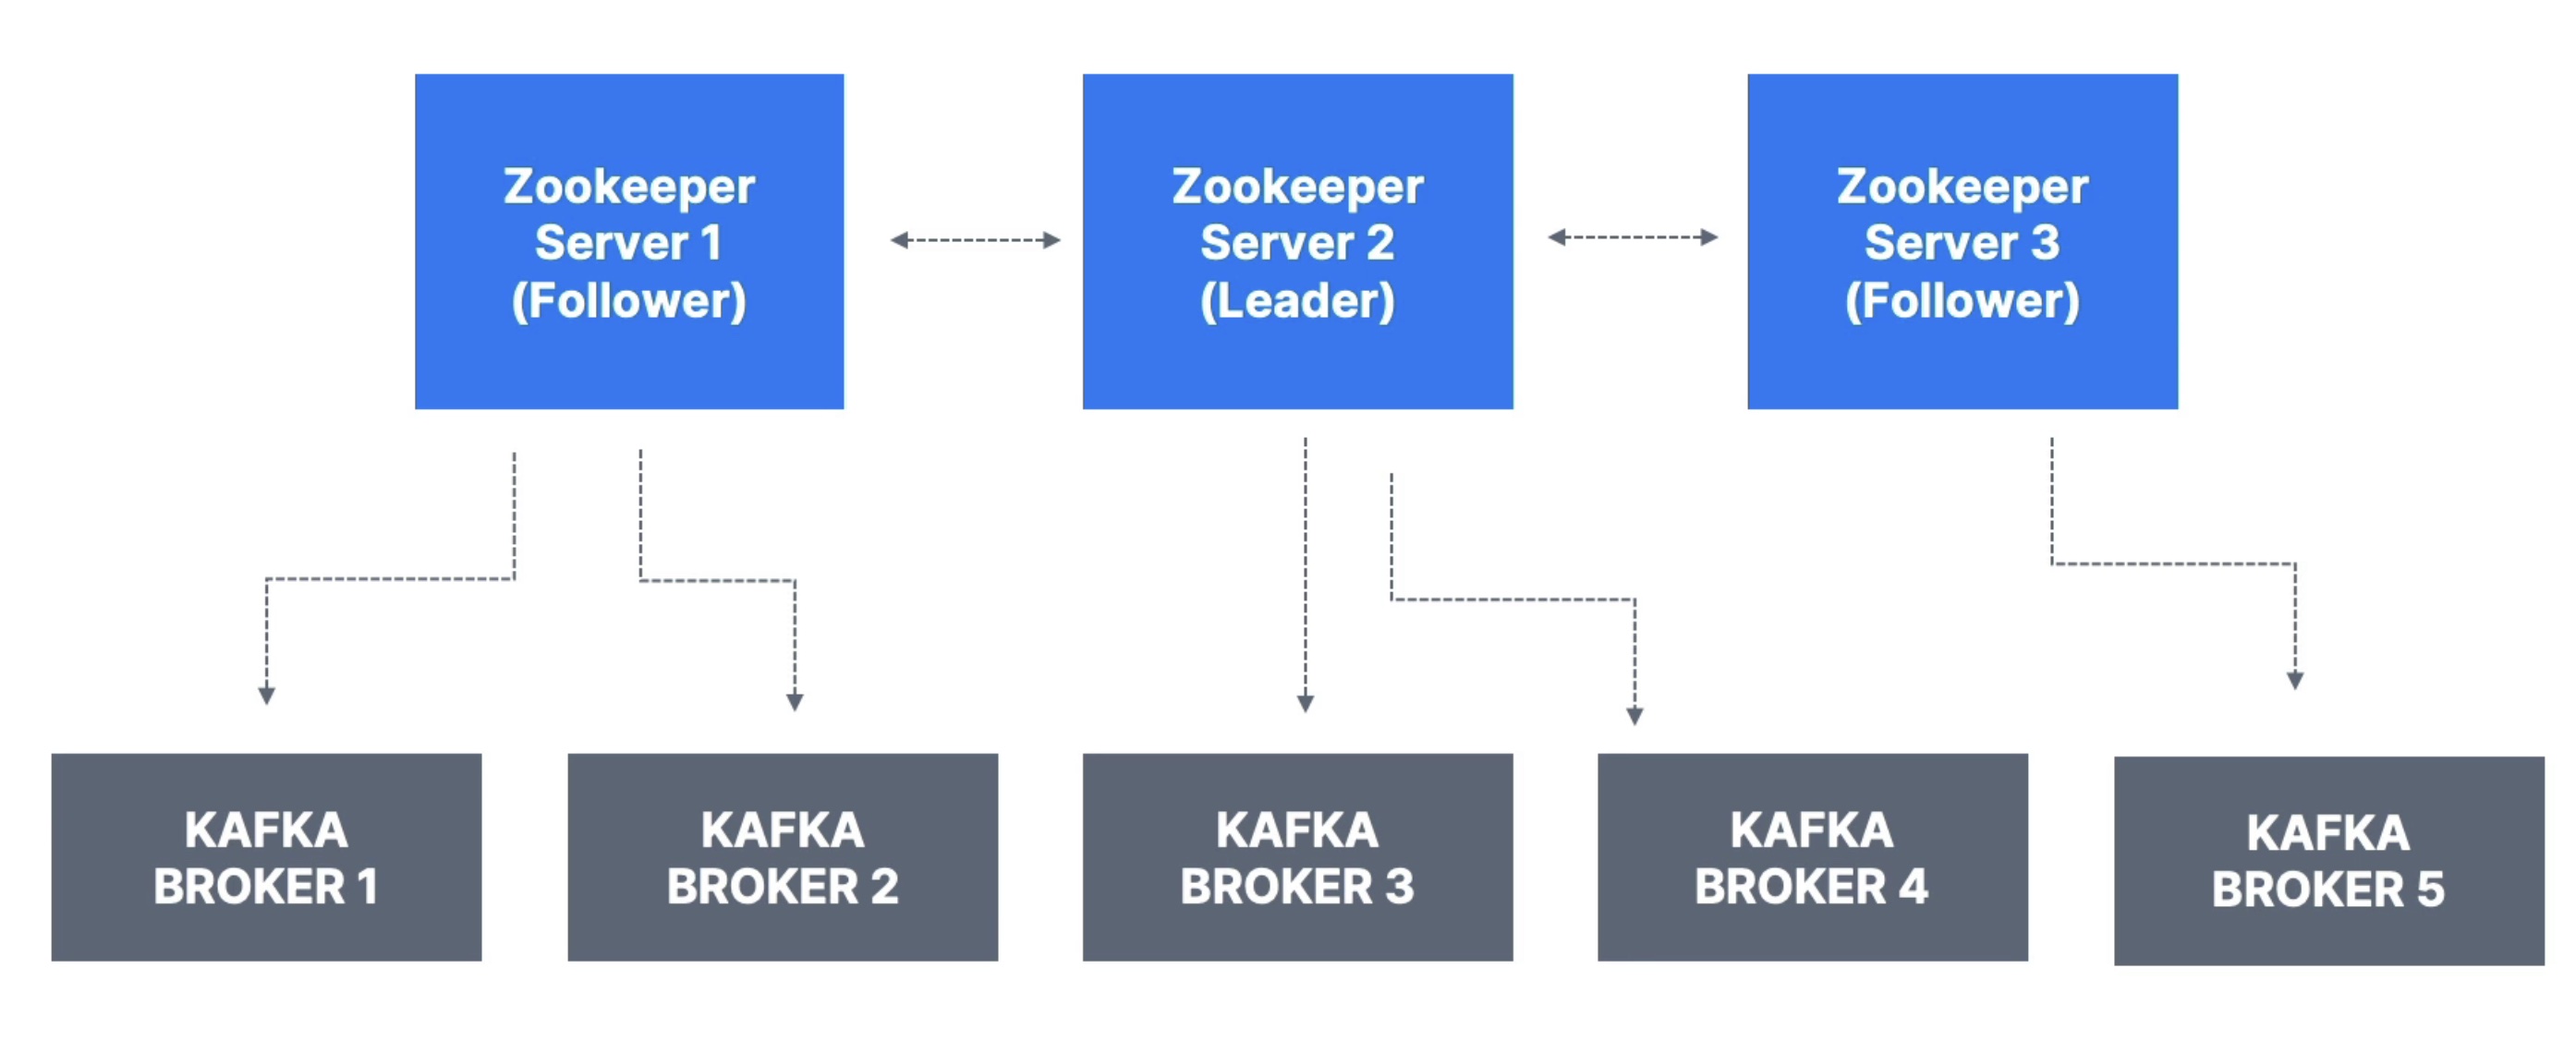 Zookeeper
Server 1
(Follower)
Zookeeper
Server 2
(Leader)
Zookeeper
Server 3
(Follower)
KAFKA
BROKER 1
KAFKA
BROKER 2
KAFKA
BROKER 3
KAFKA
BROKER 4
KAFKA
BROKER 5